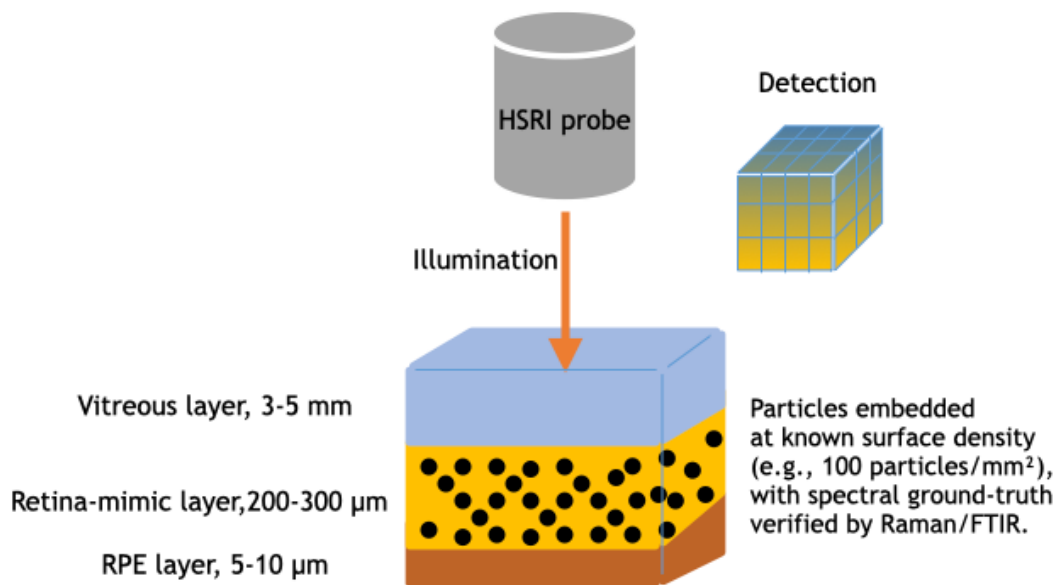 HSRI probe
Detection
Illumination
Vitreous layer, 3-5 mm
Retina-mimic layer,200-300 µm
RPE layer, 5-10 µm
Particles embedded
at known surface density
(e.g., 100 particles/mm²),
with spectral ground-truth
verified by Raman/FTIR.